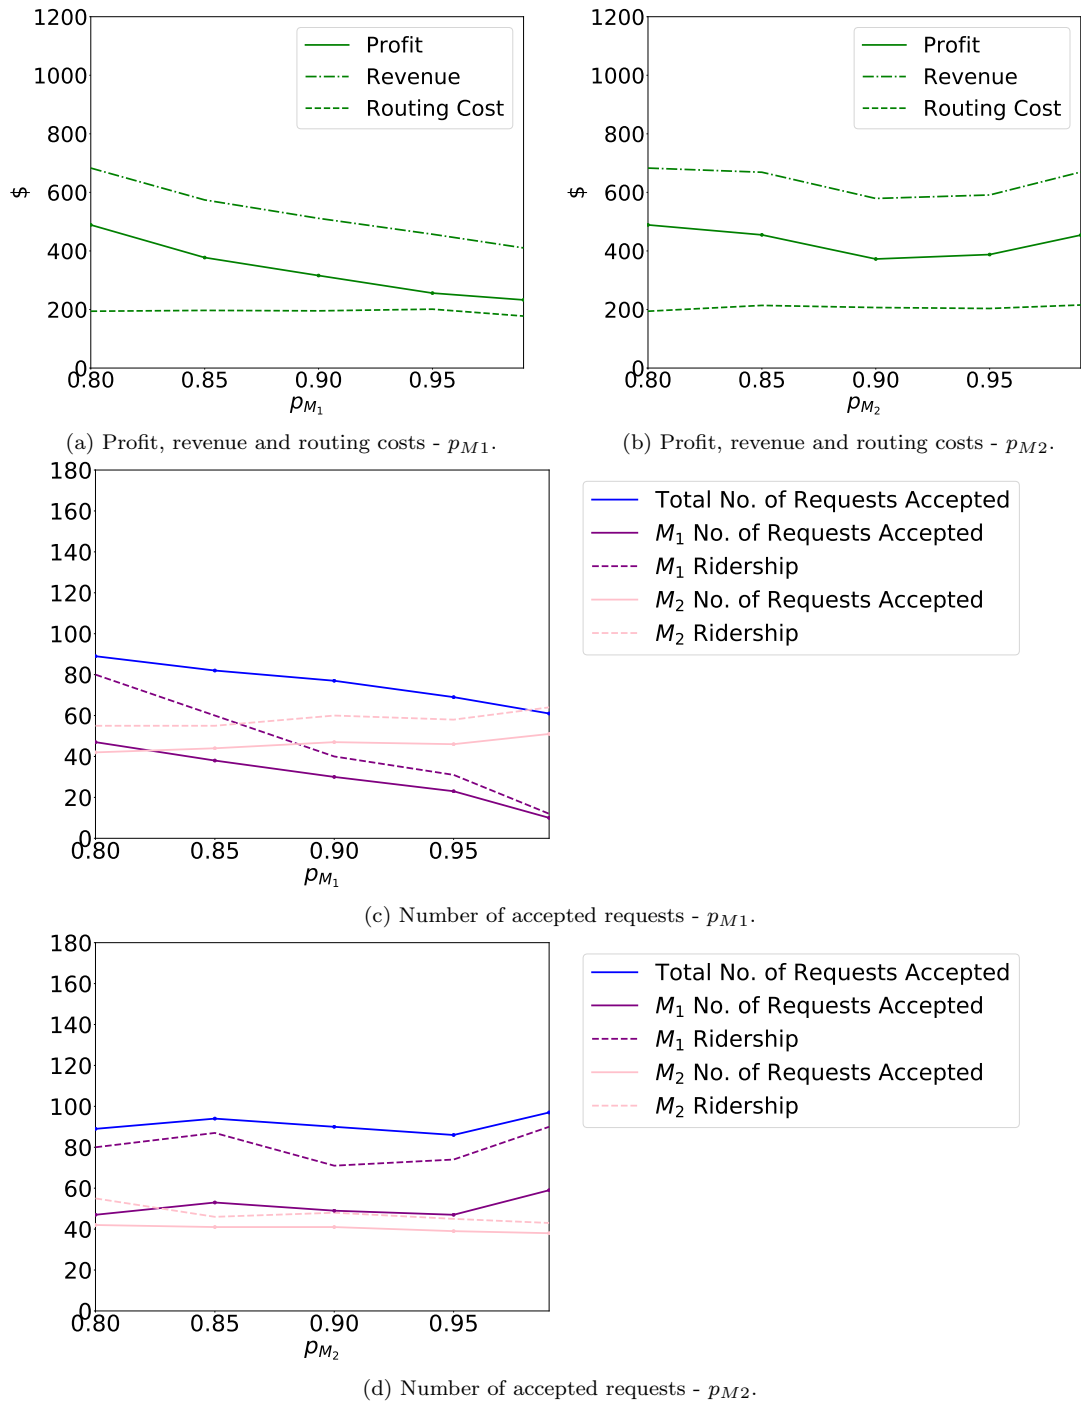 1200
1000
800
600
400
200
0
$
0.80 0.85 0.90 0.95
p_{M_1}
Profit
Revenue
Routing Cost
(a) Profit, revenue and routing costs - p_{M1}.
1200
1000
800
600
400
200
0
$
0.80 0.85 0.90 0.95
p_{M_2}
Profit
Revenue
Routing Cost
(b) Profit, revenue and routing costs - p_{M2}.
180
160
140
120
100
80
60
40
20
0
0.80 0.85 0.90 0.95
p_{M_1}
Total No. of Requests Accepted
M_1 No. of Requests Accepted
M_1 Ridership
M_2 No. of Requests Accepted
M_2 Ridership
(c) Number of accepted requests - p_{M1}.
180
160
140
120
100
80
60
40
20
0
0.80 0.85 0.90 0.95
p_{M_2}
Total No. of Requests Accepted
M_1 No. of Requests Accepted
M_1 Ridership
M_2 No. of Requests Accepted
M_2 Ridership
(d) Number of accepted requests - p_{M2}.